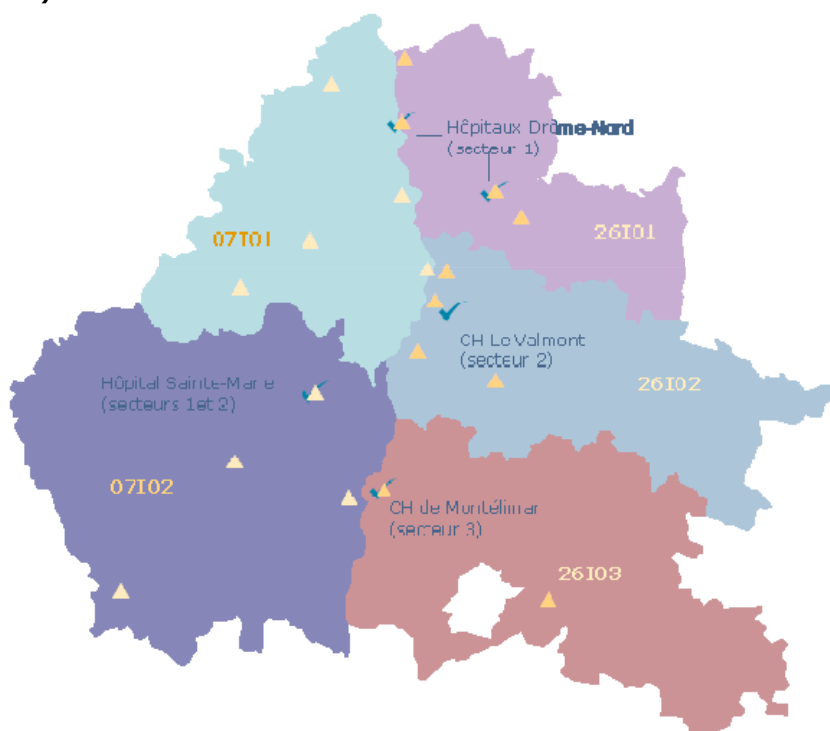 Hôpitaux Drôme-Nord
(secteur 1)
07I01
26I01
CH Le Valmont
(secteur 2)
Hôpital Sainte-Marie
(secteurs 1et 2)
26I02
07I02
CH de Montélimar
(secteur 3)
26I03